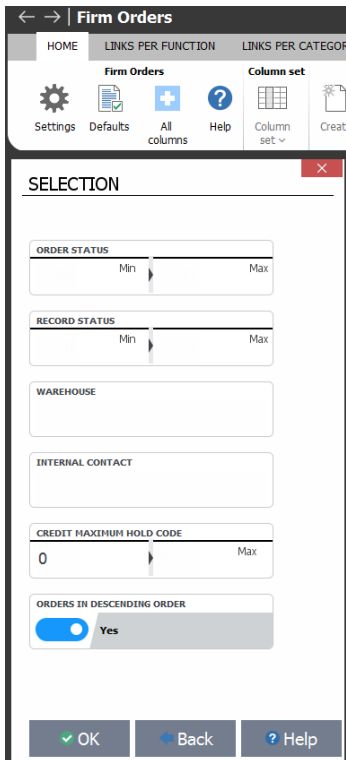 ← → | Firm Orders
HOME LINKS PER FUNCTION LINKS PER CATEGOR
Firm Orders Column set
Settings Defaults All columns Help Column set Creat
SELECTION
ORDER STATUS
Min Max
RECORD STATUS
Min Max
WAREHOUSE
INTERNAL CONTACT
CREDIT MAXIMUM HOLD CODE
0 Max
ORDERS IN DESCENDING ORDER
Yes
OK Back Help